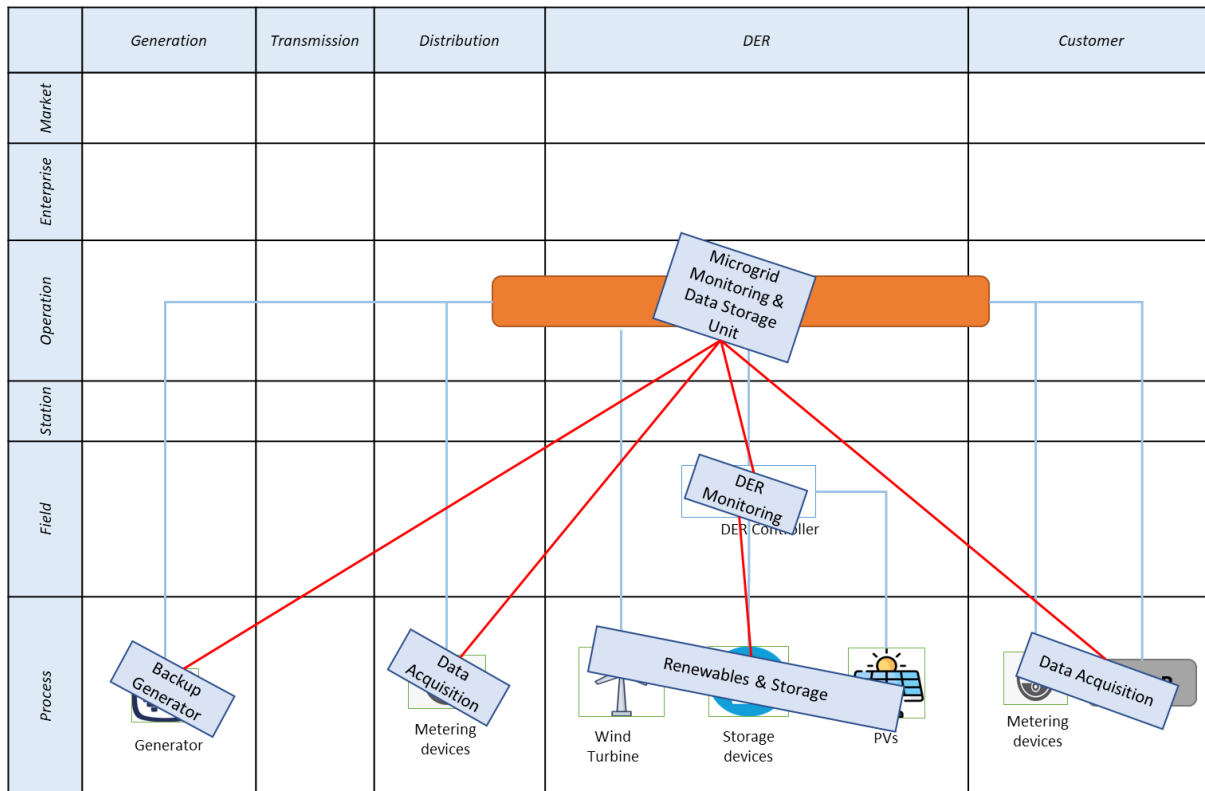 Generation
Transmission
Distribution
DER
Customer
Market
Enterprise
Operation
Microgrid
Monitoring &
Data Storage
Unit
Station
Field
DER
Monitoring
DER Controller
Process
Backup
Generator
Generator
Data
Acquisition
Metering
devices
Renewables & Storage
Wind
Turbine
Storage
devices
PVs
Data Acquisition
Metering
devices